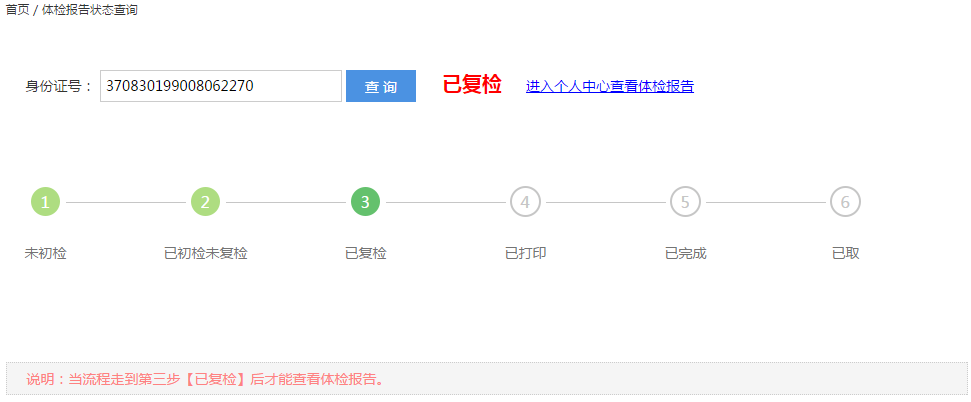 首页 / 体检报告状态查询
身份证号： 370830199008062270 查 询 已复检 进入个人中心查看体检报告
1 2 3 4 5 6
未初检 已初检未复检 已复检 已打印 已完成 已取
说明：当流程走到第三步【已复检】后才能查看体检报告。